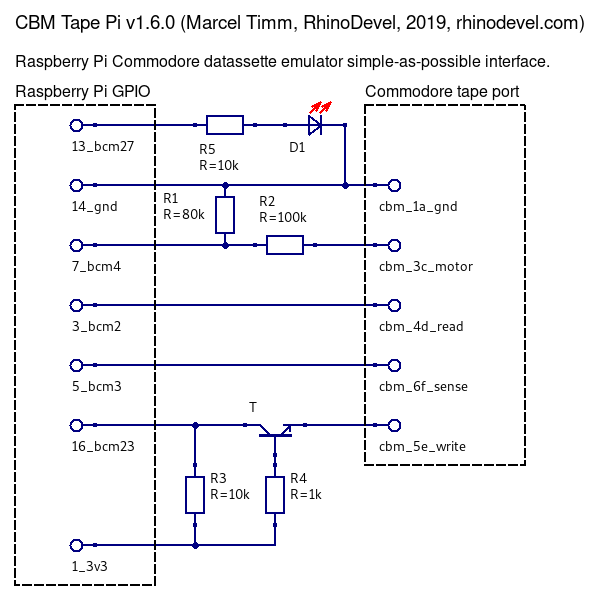 CBM Tape Pi v1.6.0 (Marcel Timm, RhinoDevel, 2019, rhinodevel.com)
Raspberry Pi Commodore datassette emulator simple-as-possible interface.
Raspberry Pi GPIO
Commodore tape port
13_bcm27
R5
R=10k
D1
14_gnd
R1
R=80k
R2
R=100k
cbm_1a_gnd
7_bcm4
cbm_3c_motor
3_bcm2
cbm_4d_read
5_bcm3
cbm_6f_sense
T
16_bcm23
cbm_5e_write
R3
R=10k
R4
R=1k
1_3v3